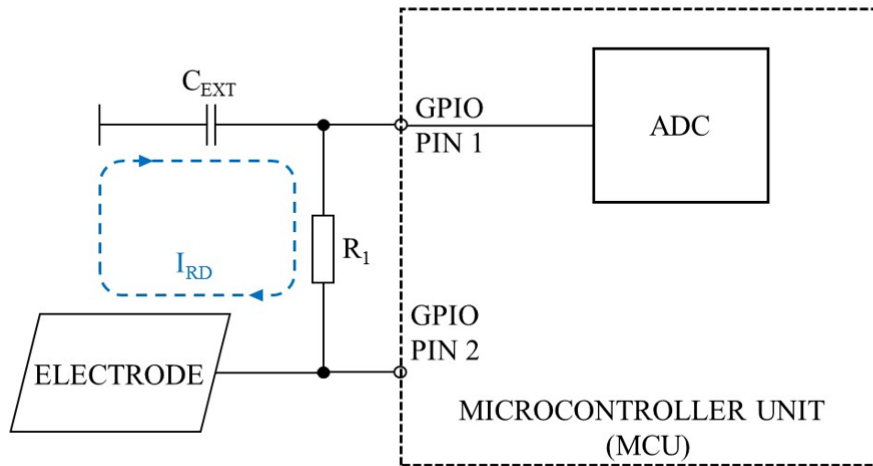 C_EXT
GPIO
PIN 1
ADC
I_RD
R_1
GPIO
PIN 2
ELECTRODE
MICROCONTROLLER UNIT
(MCU)